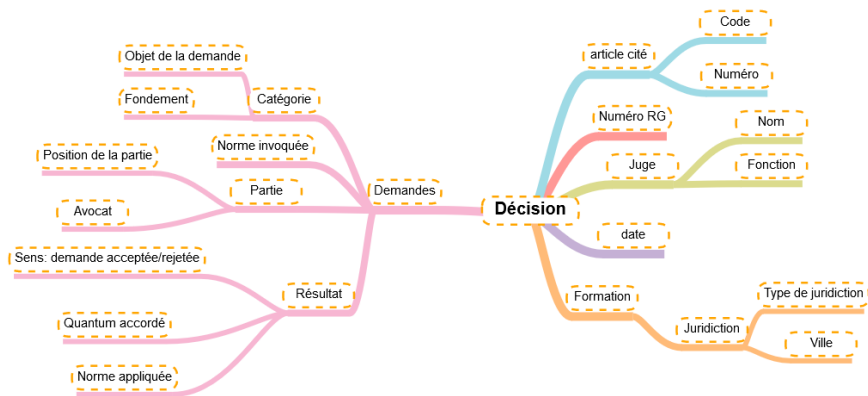 Code
Objet de la demande
article cité
Numéro
Fondement
Catégorie
Numéro RG
Nom
Norme invoquée
Position de la partie
Juge
Fonction
Partie
Demandes
Décision
Avocat
date
Sens: demande acceptée/rejetée
Résultat
Formation
Type de juridiction
Quantum accordé
Juridiction
Ville
Norme appliquée